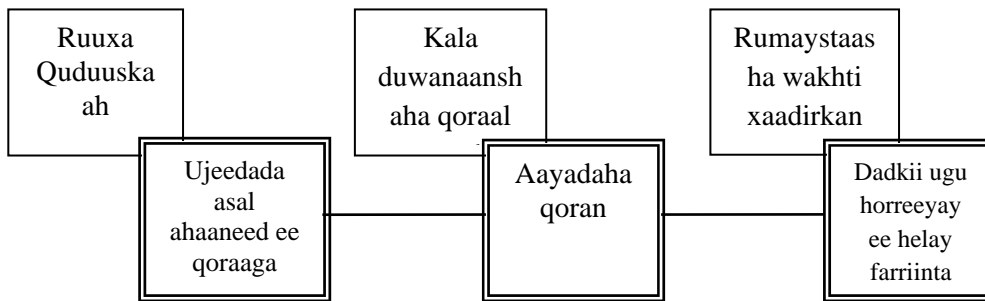 Ruuxa
Quduuska
ah
Kala
duwanaansh
aha qoraal
Rumaystaas
ha wakhti
xaadirkan
Ujeedada
asal
ahaaneed ee
qoraaga
Aayadaha
qoran
Dadkii ugu
horreeyay
ee helay
farriinta